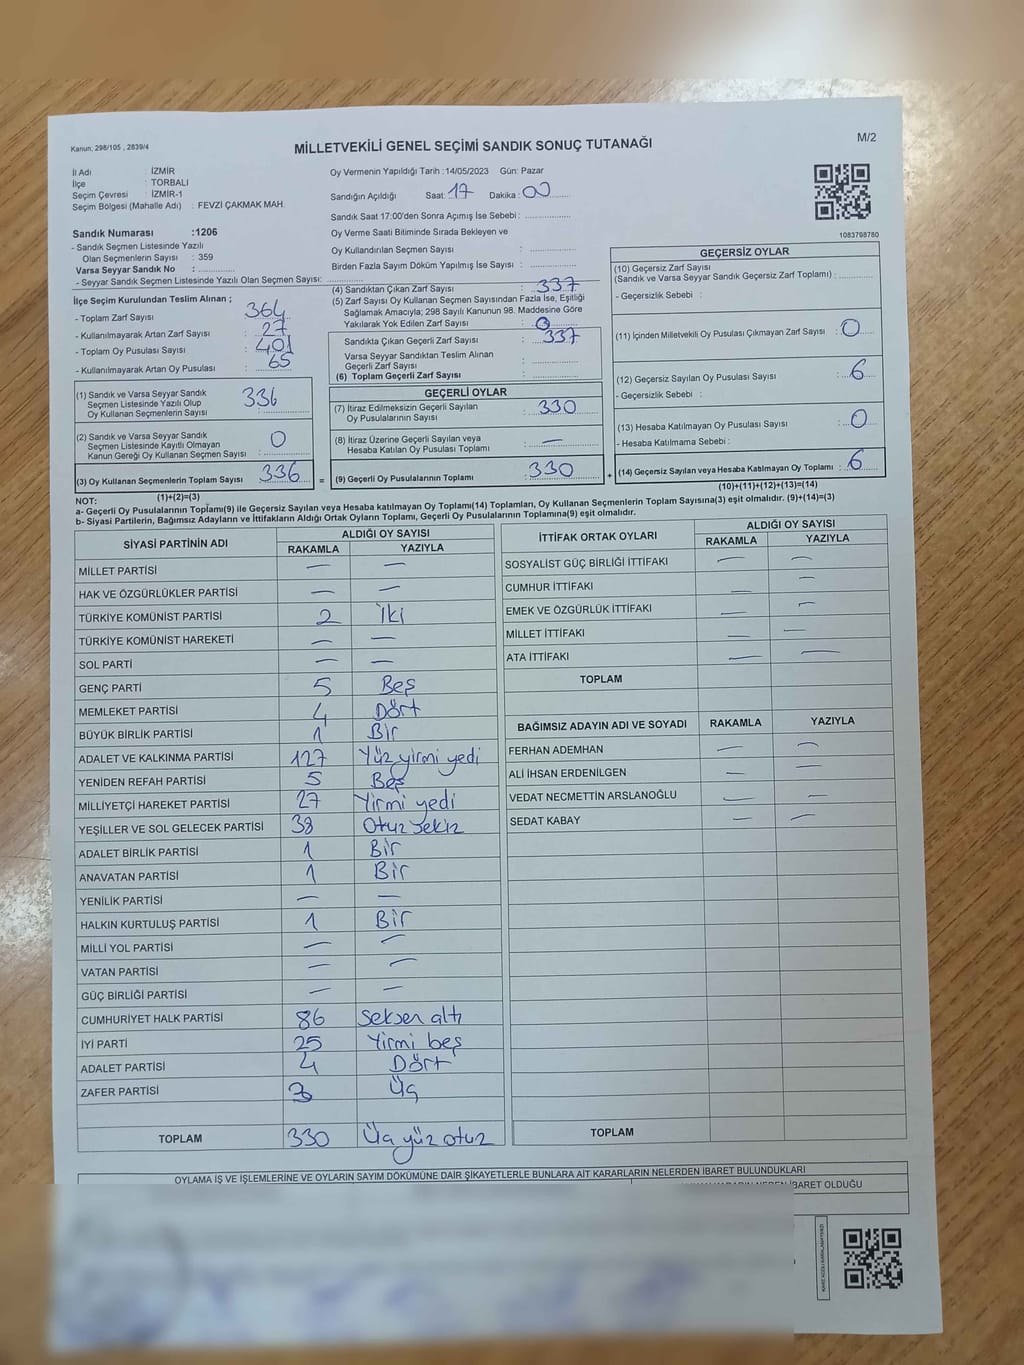 Kanun; 298/105 , 2839/4
MİLLETVEKİLİ GENEL SEÇİMİ SANDIK SONUÇ TUTANAĞI
M/2
İl Adı : İZMİR
İlçe : TORBALI
Seçim Çevresi : İZMİR-1
Seçim Bölgesi (Mahalle Adı) : FEVZİ ÇAKMAK MAH.
Sandık Numarası :1206
- Sandık Seçmen Listesinde Yazılı
Olan Seçmenlerin Sayısı : 359
Varsa Seyyar Sandık No :
- Seyyar Sandık Seçmen Listesinde Yazılı Olan Seçmen Sayısı:
Oy Vermenin Yapıldığı Tarih :14/05/2023 Gün: Pazar
Sandığın Açıldığı Saat: 17 Dakika : 00
Sandık Saat 17:00'den Sonra Açımış İse Sebebi :
Oy Verme Saati Bitiminde Sırada Bekleyen ve
Oy Kullandırılan Seçmen Sayısı :
Birden Fazla Sayım Döküm Yapılmış İse Sayısı :
1083798780
İlçe Seçim Kurulundan Teslim Alınan ;
- Toplam Zarf Sayısı : 364
- Kullanılmayarak Artan Zarf Sayısı : 27
- Toplam Oy Pusulası Sayısı : 401
- Kullanılmayarak Artan Oy Pusulası : 65
(1) Sandık ve Varsa Seyyar Sandık
Seçmen Listesinde Yazılı Olup
Oy Kullanan Seçmenlerin Sayısı : 336
(2) Sandık ve Varsa Seyyar Sandık
Seçmen Listesinde Kayıtlı Olmayan
Kanun Gereği Oy Kullanan Seçmen Sayısı : 0
(3) Oy Kullanan Seçmenlerin Toplam Sayısı : 336
(1)+(2)=(3)
(4) Sandıktan Çıkan Zarf Sayısı : 337
(5) Zarf Sayısı Oy Kullanan Seçmen Sayısından Fazla İse, Eşitliği
Sağlamak Amacıyla; 298 Sayılı Kanunun 98. Maddesine Göre
Yakılarak Yok Edilen Zarf Sayısı : 0
Sandıkta Çıkan Geçerli Zarf Sayısı : 337
Varsa Seyyar Sandıktan Teslim Alınan
Geçerli Zarf Sayısı :
(6) Toplam Geçerli Zarf Sayısı :
GEÇERLİ OYLAR
(7) İtiraz Edilmeksizin Geçerli Sayılan
Oy Pusulalarının Sayısı : 330
(8) İtiraz Üzerine Geçerli Sayılan veya
Hesaba Katılan Oy Pusulası Toplamı : —
= (9) Geçerli Oy Pusulalarının Toplamı : 330 +
GEÇERSİZ OYLAR
(10) Geçersiz Zarf Sayısı
(Sandık ve Varsa Seyyar Sandık Geçersiz Zarf Toplamı) :
- Geçersizlik Sebebi :
(11) İçinden Milletvekili Oy Pusulası Çıkmayan Zarf Sayısı : 0
(12) Geçersiz Sayılan Oy Pusulası Sayısı : 6
- Geçersizlik Sebebi :
(13) Hesaba Katılmayan Oy Pusulası Sayısı : 0
- Hesaba Katılmama Sebebi :
(14) Geçersiz Sayılan veya Hesaba Katılmayan Oy Toplamı : 6
(10)+(11)+(12)+(13)=(14)
NOT:
a- Geçerli Oy Pusulalarının Toplamı(9) ile Geçersiz Sayılan veya Hesaba katılmayan Oy Toplamı(14) Toplamları, Oy Kullanan Seçmenlerin Toplam Sayısına(3) eşit olmalıdır. (9)+(14)=(3)
b- Siyasi Partilerin, Bağımsız Adayların ve İttifakların Aldığı Ortak Oyların Toplamı, Geçerli Oy Pusulalarının Toplamına(9) eşit olmalıdır.
SİYASİ PARTİNİN ADI ALDIĞI OY SAYISI
RAKAMLA YAZIYLA
MİLLET PARTİSİ — —
HAK VE ÖZGÜRLÜKLER PARTİSİ — —
TÜRKİYE KOMÜNİST PARTİSİ 2 İki
TÜRKİYE KOMÜNİST HAREKETİ — —
SOL PARTİ — —
GENÇ PARTİ 5 Beş
MEMLEKET PARTİSİ 4 Dört
BÜYÜK BİRLİK PARTİSİ 1 Bir
ADALET VE KALKINMA PARTİSİ 127 Yüz yirmi yedi
YENİDEN REFAH PARTİSİ 5 Beş
MİLLİYETÇİ HAREKET PARTİSİ 27 Yirmi yedi
YEŞİLLER VE SOL GELECEK PARTİSİ 38 Otuz sekiz
ADALET BİRLİK PARTİSİ 1 Bir
ANAVATAN PARTİSİ 1 Bir
YENİLİK PARTİSİ — —
HALKIN KURTULUŞ PARTİSİ 1 Bir
MİLLİ YOL PARTİSİ — —
VATAN PARTİSİ — —
GÜÇ BİRLİĞİ PARTİSİ — —
CUMHURİYET HALK PARTİSİ 86 Seksen altı
İYİ PARTİ 25 Yirmi beş
ADALET PARTİSİ 4 Dört
ZAFER PARTİSİ 3 Üç
TOPLAM 330 Üç yüz otuz
İTTİFAK ORTAK OYLARI ALDIĞI OY SAYISI
RAKAMLA YAZIYLA
SOSYALİST GÜÇ BİRLİĞİ İTTİFAKI — —
CUMHUR İTTİFAKI — —
EMEK VE ÖZGÜRLÜK İTTİFAKI — —
MİLLET İTTİFAKI — —
ATA İTTİFAKI — —
TOPLAM
BAĞIMSIZ ADAYIN ADI VE SOYADI RAKAMLA YAZIYLA
FERHAN ADEMHAN — —
ALİ İHSAN ERDENİLGEN — —
VEDAT NECMETTİN ARSLANOĞLU — —
SEDAT KABAY — —
TOPLAM
OYLAMA İŞ VE İŞLEMLERİNE VE OYLARIN SAYIM DÖKÜMÜNE DAİR ŞİKAYETLERLE BUNLARA AİT KARARLARIN NELERDEN İBARET BULUNDUKLARI
İBARET OLDUĞU